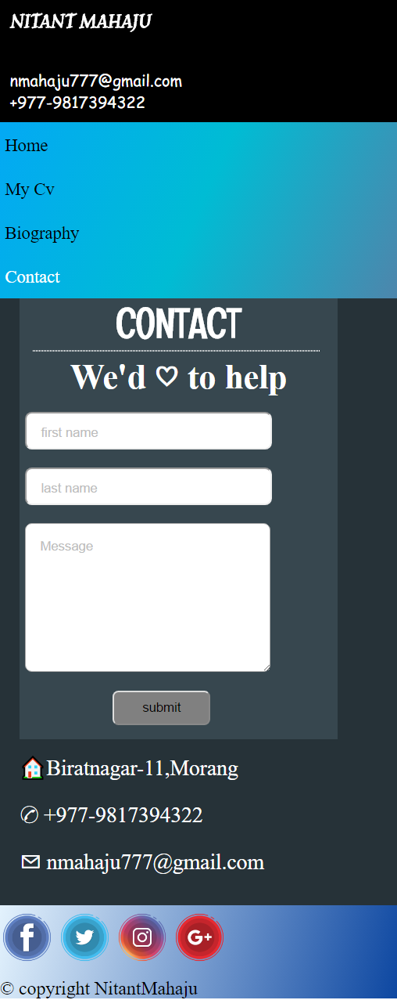 NITANT MAHAJU
nmahaju777@gmail.com
+977-9817394322
Home
My Cv
Biography
Contact
CONTACT
We'd ♡ to help
first name
last name
Message
submit
Biratnagar-11,Morang
+977-9817394322
nmahaju777@gmail.com
f G+
© copyright NitantMahaju